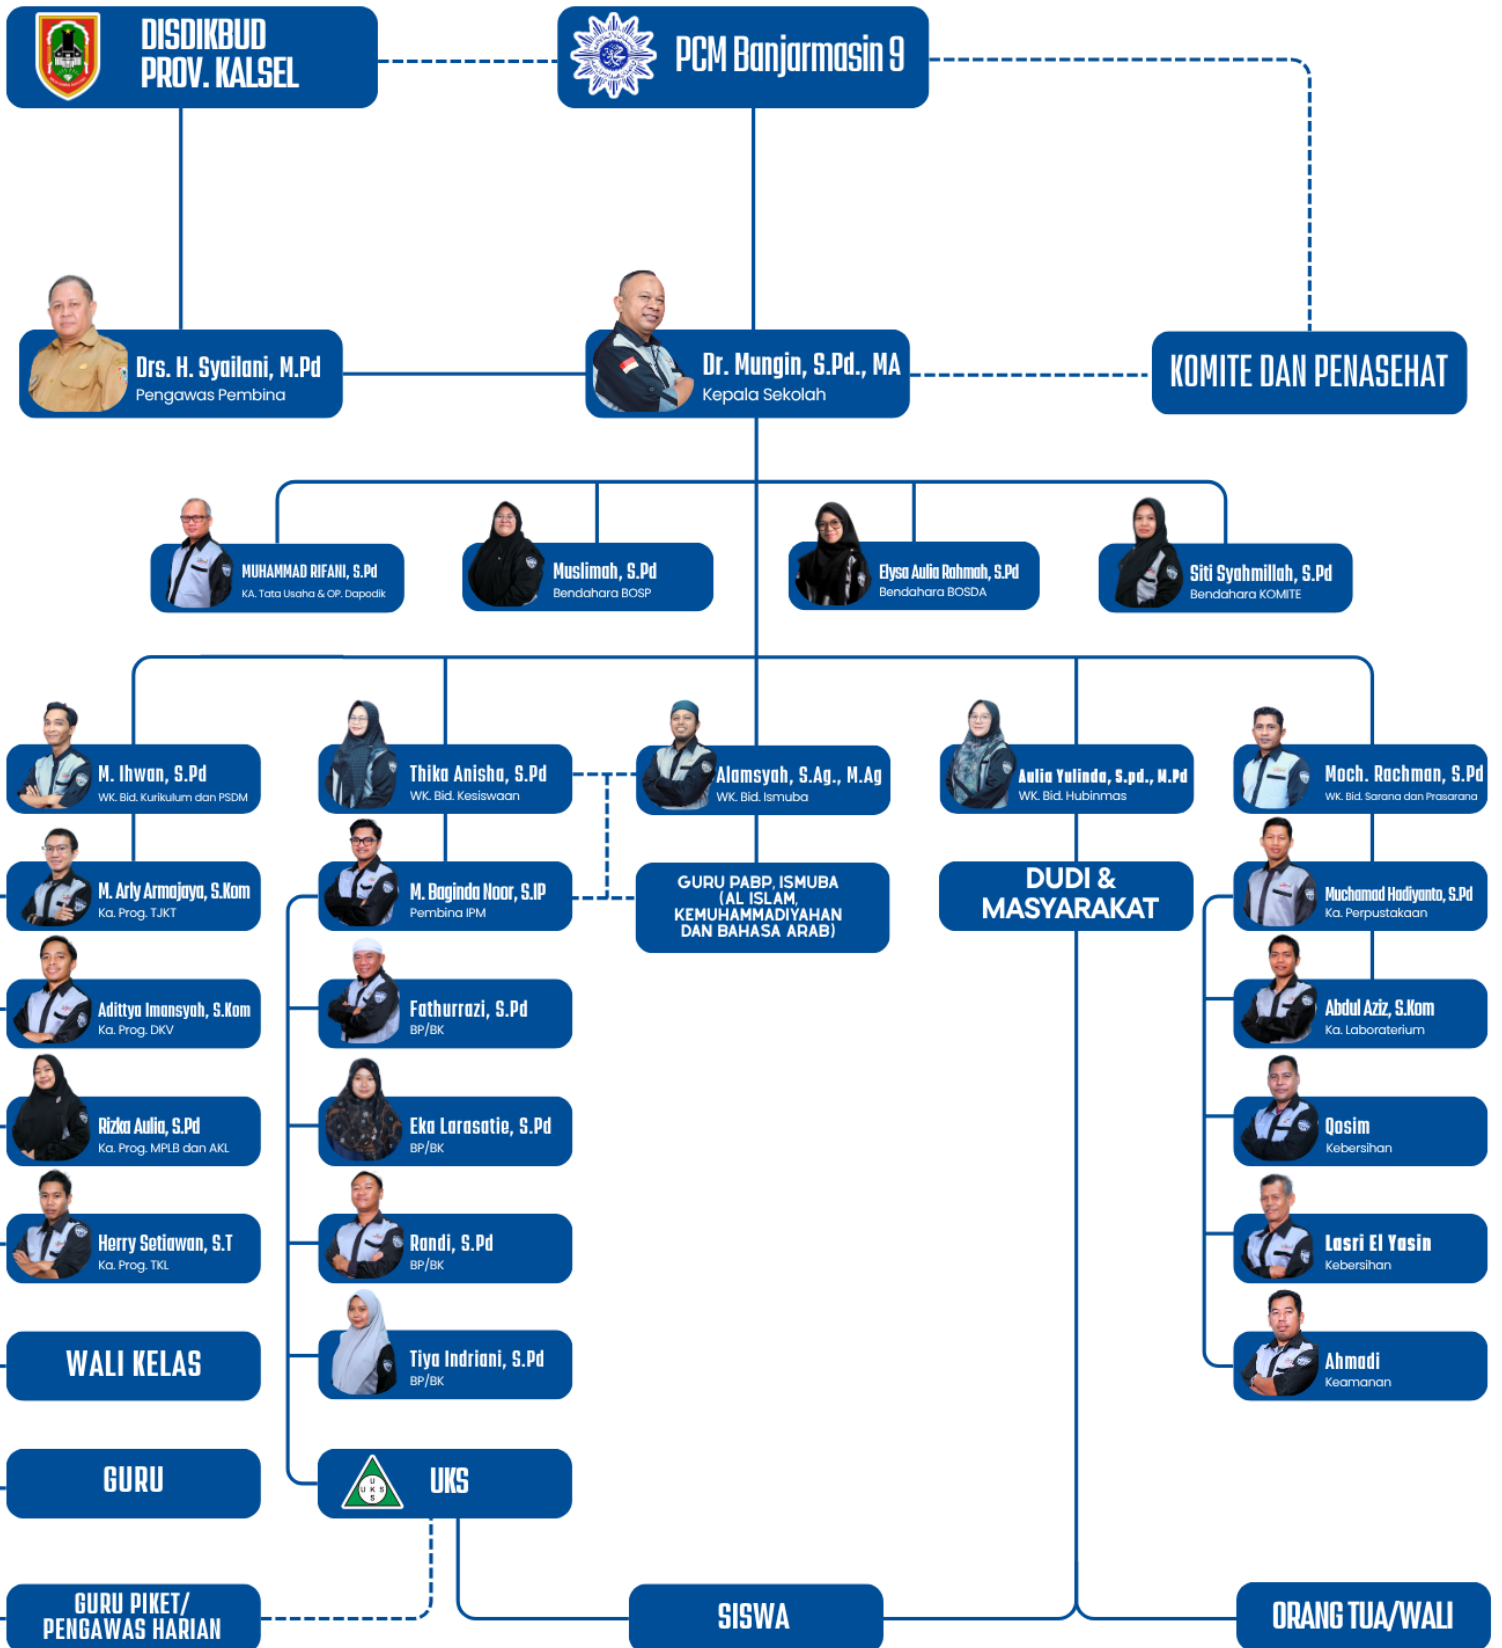 DISDIKBUD
PROV. KALSEL
PCM Banjarmasin 9
Drs. H. Syailani, M.Pd
Pengawas Pembina
Dr. Mungin, S.Pd., MA
Kepala Sekolah
KOMITE DAN PENASEHAT
MUHAMMAD RIFANI, S.Pd
KA. Tata Usaha & OP. Dapodik
Muslimah, S.Pd
Bendahara BOSP
Elysa Aulia Rahmah, S.Pd
Bendahara BOSDA
Siti Syahmillah, S.Pd
Bendahara KOMITE
M. Ihwan, S.Pd
WK. Bid. Kurikulum dan PSDM
Thika Anisha, S.Pd
WK. Bid. Kesiswaan
Alamsyah, S.Ag., M.Ag
WK. Bid. Ismuba
Aulia Yulinda, S.pd., M.Pd
WK. Bid. Hubinmas
Moch. Rachman, S.Pd
WK. Bid. Sarana dan Prasarana
M. Arly Armajaya, S.Kom
Ka. Prog. TJKT
M. Baginda Noor, S.IP
Pembina IPM
GURU PABP, ISMUBA
(AL ISLAM,
KEMUHAMMADIYAHAN
DAN BAHASA ARAB)
DUDI &
MASYARAKAT
Muchamad Hadiyanto, S.Pd
Ka. Perpustakaan
Adittya Imansyah, S.Kom
Ka. Prog. DKV
Fathurrazi, S.Pd
BP/BK
Abdul Aziz, S.Kom
Ka. Laboraterium
Rizka Aulia, S.Pd
Ka. Prog. MPLB dan AKL
Eka Larasatie, S.Pd
BP/BK
Qosim
Kebersihan
Herry Setiawan, S.T
Ka. Prog. TKL
Randi, S.Pd
BP/BK
Lasri El Yasin
Kebersihan
WALI KELAS
Tiya Indriani, S.Pd
BP/BK
Ahmadi
Keamanan
GURU
U
U K S
S
UKS
GURU PIKET/
PENGAWAS HARIAN
SISWA
ORANG TUA/WALI